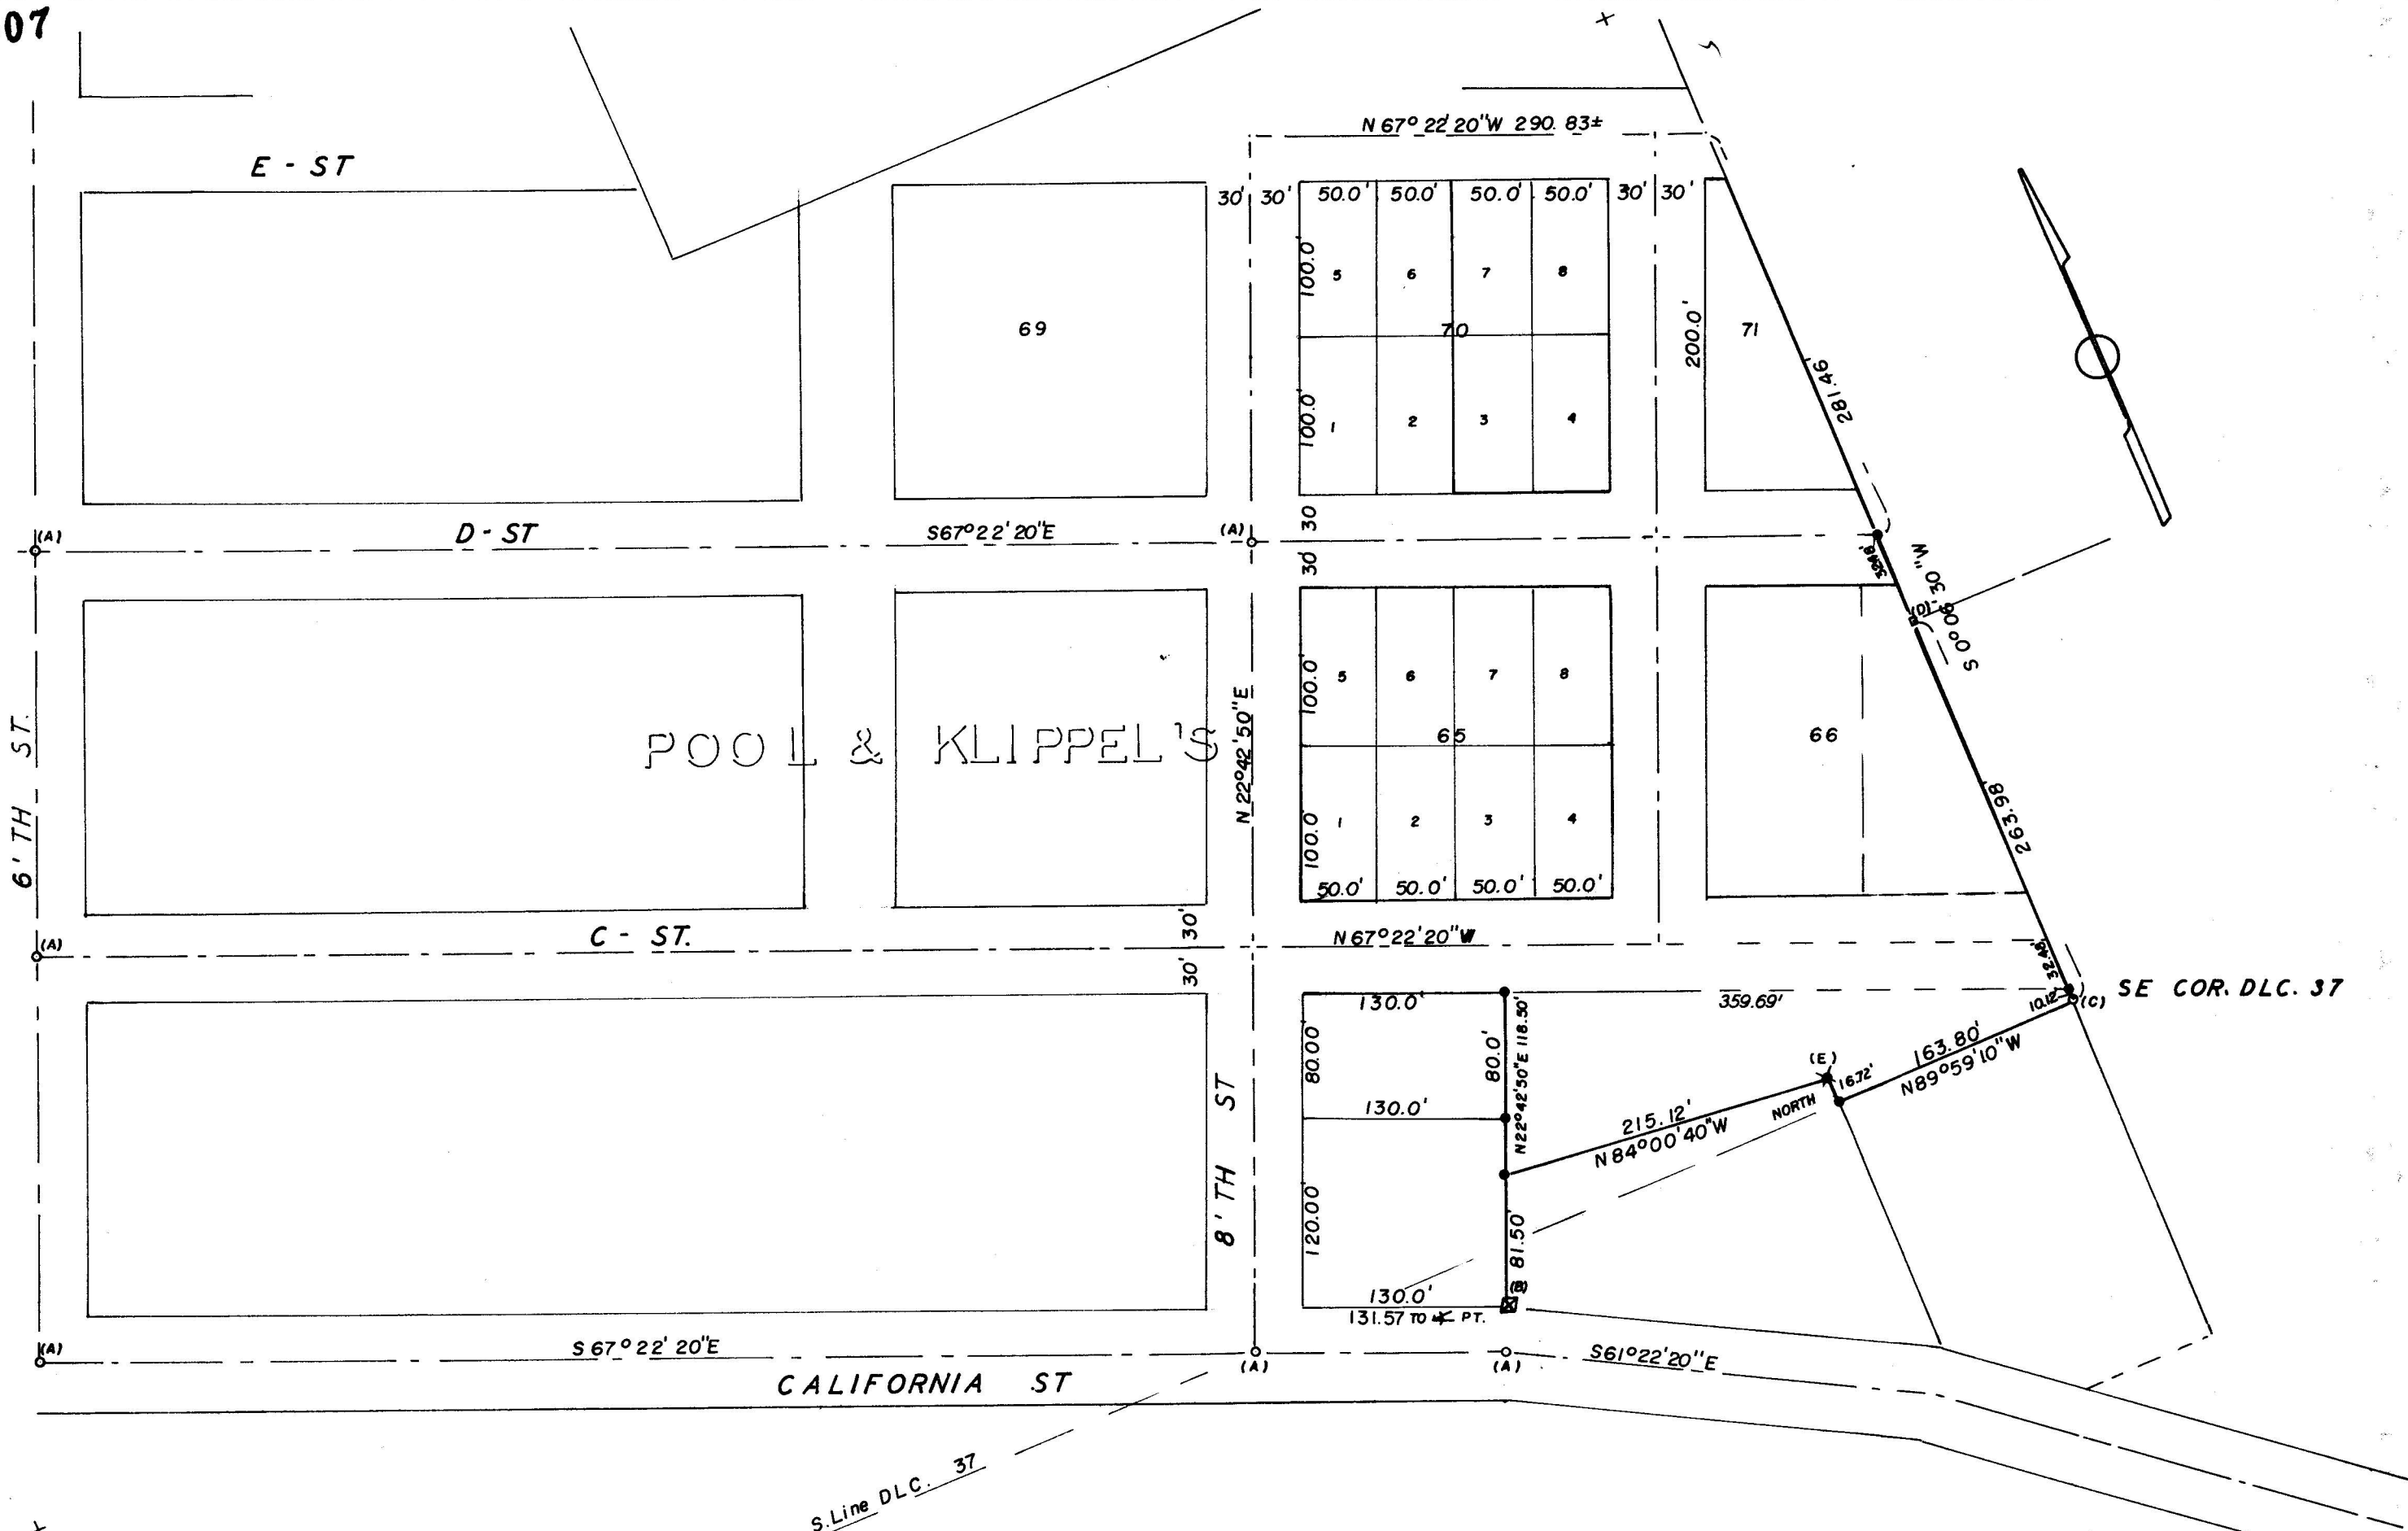 07
N 67° 22' 20"W 290.83±
E - ST
30' 30' 50.0' 50.0' 50.0' 50.0' 30' 30'
100.0' 5 6 7 8
69 70 200.0' 71
281.46'
100.0' 1 2 3 4
(A) D - ST S67°22'20"E (A) 30
30'
32.48'
S 0° 06' 30" W
(D)
100.0' 5 6 7 8
6'TH ST. POOL & KLIPPEL'S N 22°42'50"E 65 66
263.98'
100.0' 1 2 3 4
50.0' 50.0' 50.0' 50.0'
30'
(A) C - ST. N 67°22'20"W
30'
32.48'
130.0' 359.69' 10.12' (C) SE COR. DLC. 37
80.00' 80.0' N22°42'50"E 118.50'
(E) 16.72' 163.80'
N89°59'10"W
130.0' 215.12' NORTH
N 84°00'40"W
8'TH ST
120.00' 81.50'
130.0' (B)
131.57 TO PT.
(A) S 67° 22' 20"E (A) (A) S61°22'20"E
CALIFORNIA ST
S. Line DLC. 37